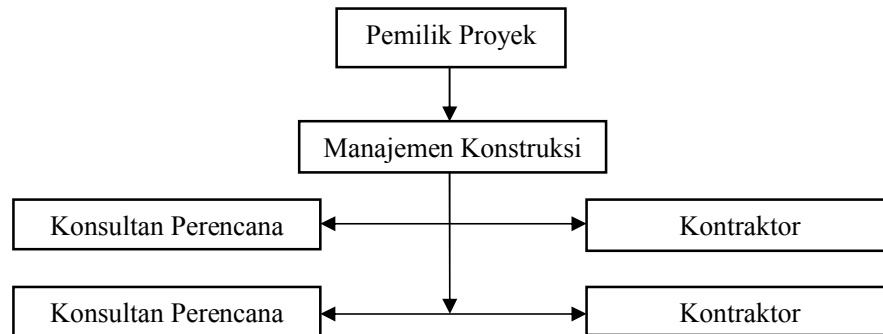 Pemilik Proyek
Manajemen Konstruksi
Konsultan Perencana
Kontraktor
Konsultan Perencana
Kontraktor